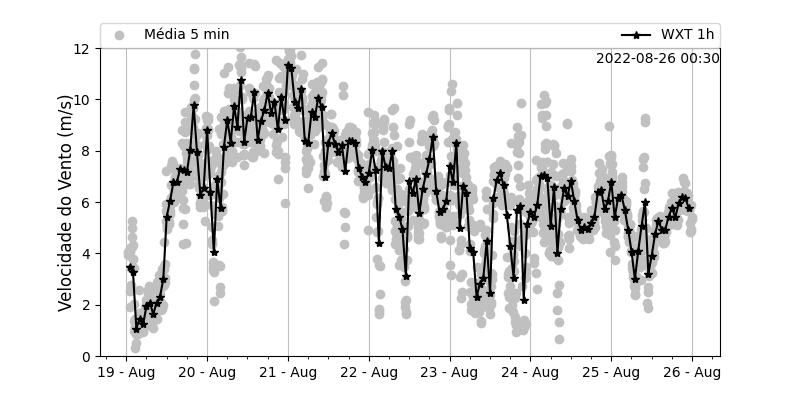 Média 5 min
WXT 1h
2022-08-26 00:30
Velocidade do Vento (m/s)
12
10
8
6
4
2
0
19 - Aug 20 - Aug 21 - Aug 22 - Aug 23 - Aug 24 - Aug 25 - Aug 26 - Aug